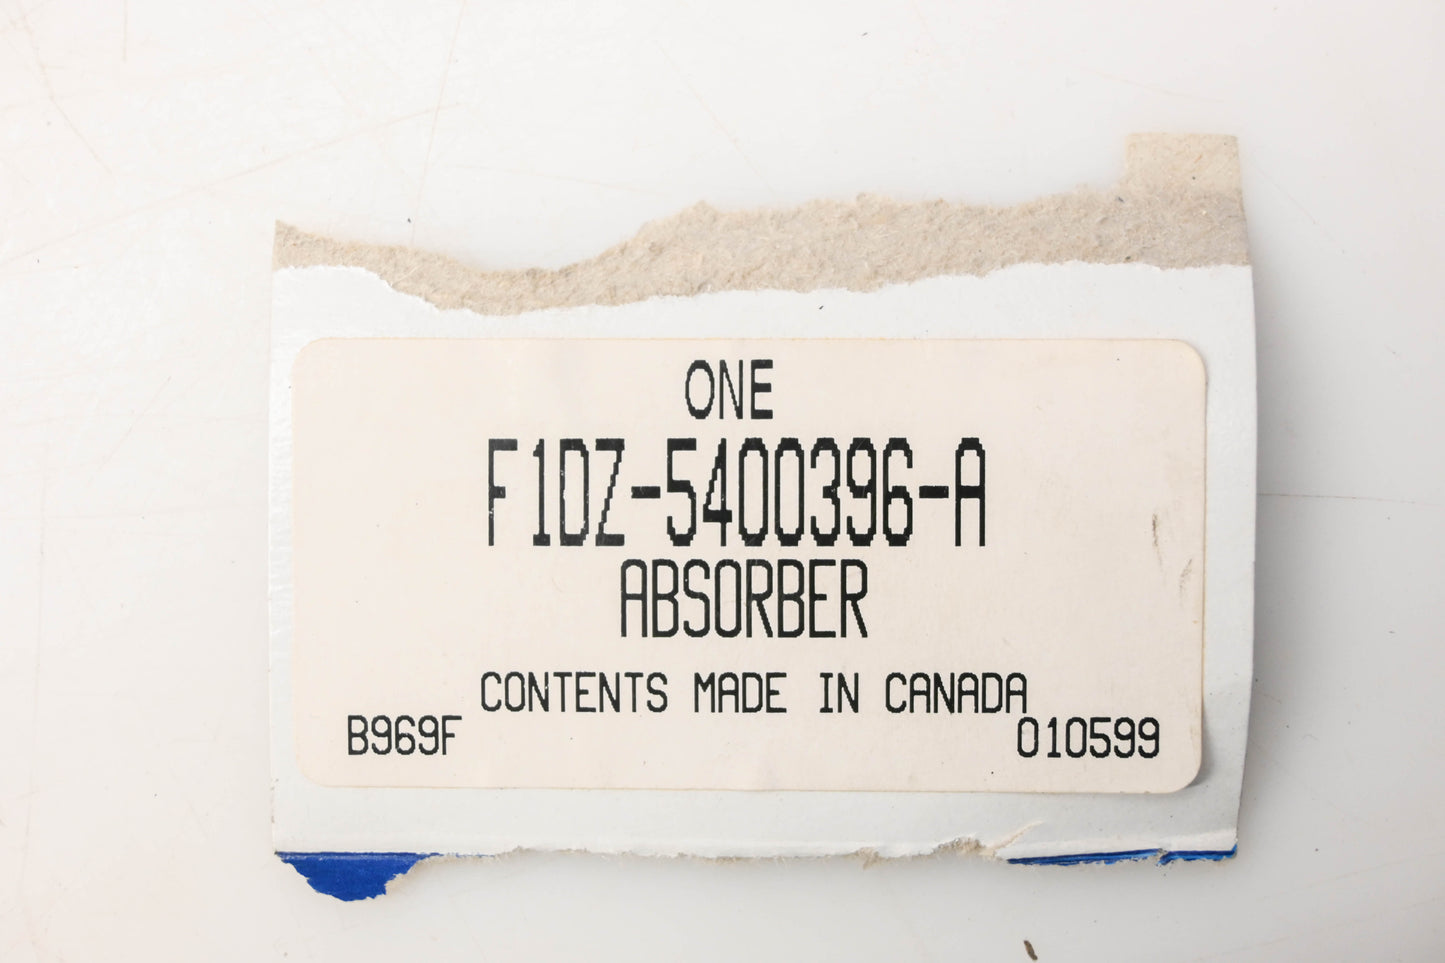 ONE
F1DZ-5400396-A
ABSORBER
CONTENTS MADE IN CANADA
B969F 010599